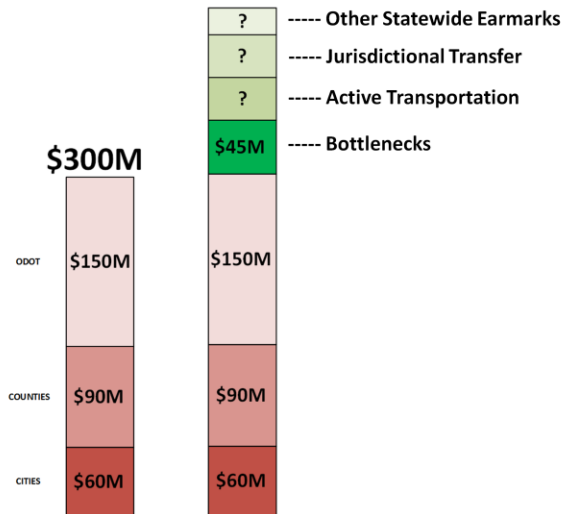 ? ----- Other Statewide Earmarks
? ----- Jurisdictional Transfer
? ----- Active Transportation
$45M ----- Bottlenecks
$300M
ODOT $150M $150M
COUNTIES $90M $90M
CITIES $60M $60M